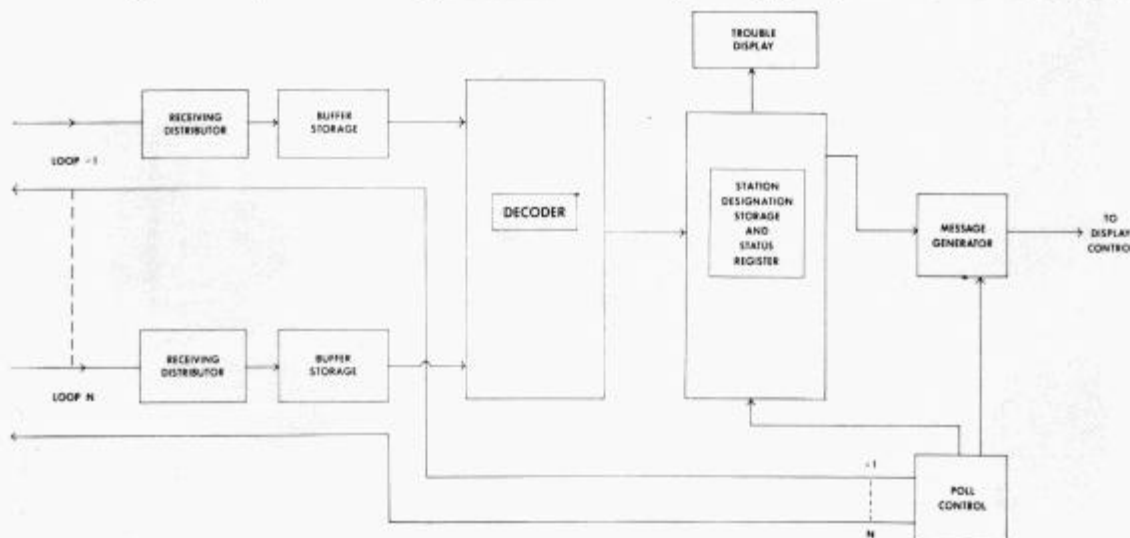 TROUBLE
DISPLAY
RECEIVING
DISTRIBUTOR
BUFFER
STORAGE
LOOP -1
DECODER
STATION
DESIGNATION
STORAGE
AND
STATUS
REGISTER
MESSAGE
GENERATOR
TO
DISPLAY
CONTROL
RECEIVING
DISTRIBUTOR
BUFFER
STORAGE
LOOP N
-1
POLL
CONTROL
N